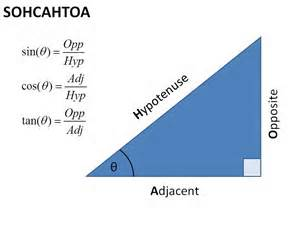 SOHCAHTOA
sin(θ) = Opp / Hyp
cos(θ) = Adj / Hyp
tan(θ) = Opp / Adj
Hypotenuse
Opposite
θ
Adjacent